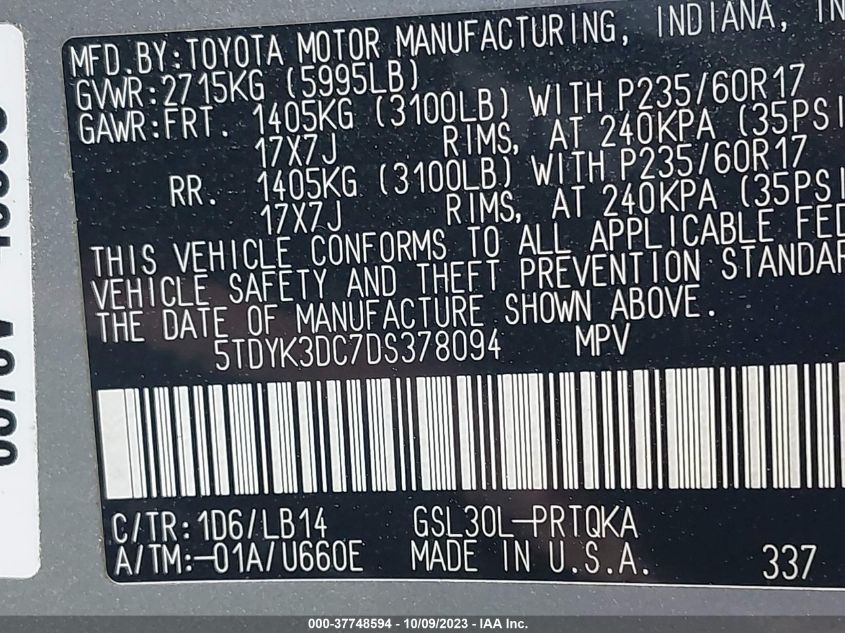 MFD.BY:TOYOTA MOTOR MANUFACTURING, INDIANA, IN
GVWR:2715KG (5995LB)
GAWR:FRT. 1405KG (3100LB) WITH P235/60R17
17X7J RIMS, AT 240KPA (35PSI
RR. 1405KG (3100LB) WITH P235/60R17
17X7J RIMS, AT 240KPA (35PSI
THIS VEHICLE CONFORMS TO ALL APPLICABLE FED
VEHICLE SAFETY AND THEFT PREVENTION STANDAR
THE DATE OF MANUFACTURE SHOWN ABOVE.
5TDYK3DC7DS378094 MPV
C/TR:1D6/LB14 GSL30L-PRTQKA
A/TM:-01A/U660E MADE IN U.S.A. 337
000-37748594 - 10/09/2023 - IAA Inc.